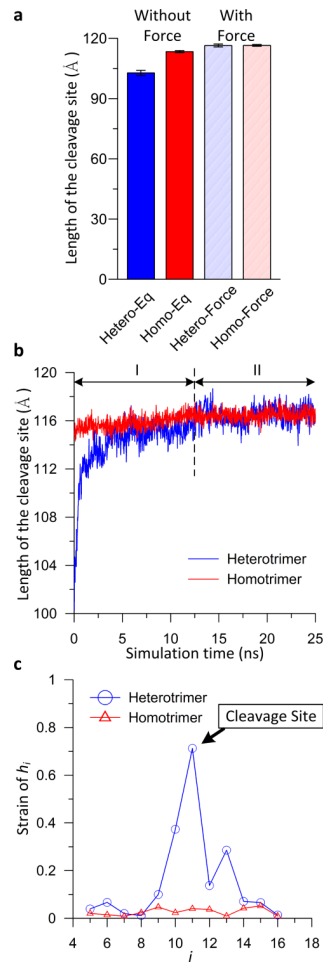 a
Without Force
With Force
Length of the cleavage site (Å)
120
90
60
30
0
Hetero-Eq
Homo-Eq
Hetero-Force
Homo-Force
b
I
II
Length of the cleavage site (Å)
120
116
112
108
104
100
Heterotrimer
Homotrimer
0
5
10
15
20
25
Simulation time (ns)
c
Heterotrimer
Homotrimer
Cleavage Site
Strain of hi
1
0.8
0.6
0.4
0.2
0
4
6
8
10
12
14
16
18
i